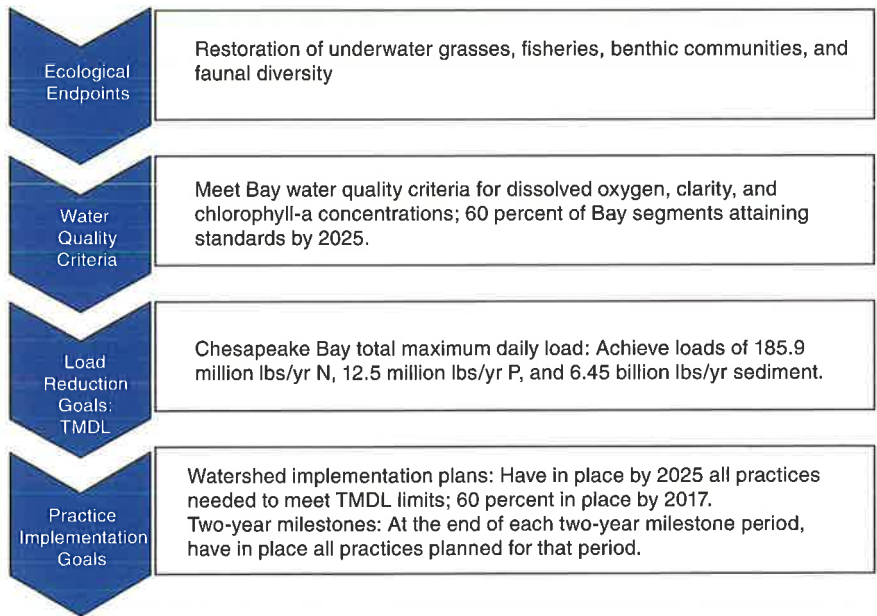 Ecological
Endpoints
Restoration of underwater grasses, fisheries, benthic communities, and
faunal diversity
Water
Quality
Criteria
Meet Bay water quality criteria for dissolved oxygen, clarity, and
chlorophyll-a concentrations; 60 percent of Bay segments attaining
standards by 2025.
Load
Reduction
Goals:
TMDL
Chesapeake Bay total maximum daily load: Achieve loads of 185.9
million lbs/yr N, 12.5 million lbs/yr P, and 6.45 billion lbs/yr sediment.
Practice
Implementation
Goals
Watershed implementation plans: Have in place by 2025 all practices
needed to meet TMDL limits; 60 percent in place by 2017.
Two-year milestones: At the end of each two-year milestone period,
have in place all practices planned for that period.